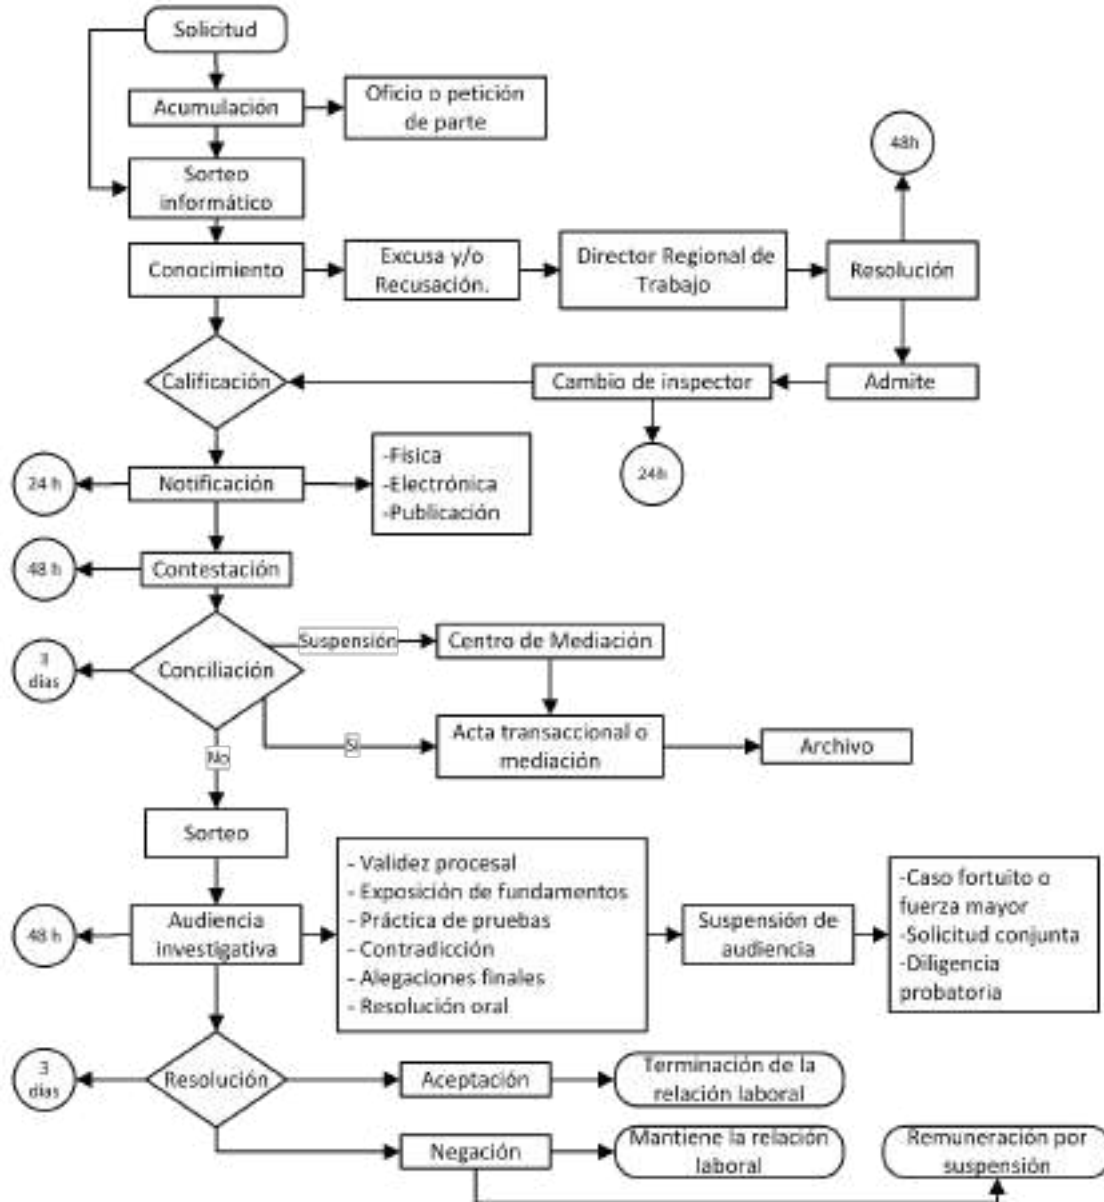 Solicitud
Acumulación
Oficio o petición
de parte
48h
Sorteo
informático
Conocimiento
Excusa y/o
Recusación.
Director Regional de
Trabajo
Resolución
Calificación
Cambio de inspector
Admite
24h
24 h
Notificación
-Física
-Electrónica
-Publicación
48 h
Contestación
3
días
Conciliación
Suspensión
Centro de Mediación
Si
Acta transaccional o
mediación
Archivo
No
Sorteo
48 h
Audiencia
investigativa
- Validez procesal
- Exposición de fundamentos
- Práctica de pruebas
- Contradicción
- Alegaciones finales
- Resolución oral
Suspensión de
audiencia
-Caso fortuito o
fuerza mayor
-Solicitud conjunta
-Diligencia
probatoria
3
días
Resolución
Aceptación
Terminación de la
relación laboral
Negación
Mantiene la relación
laboral
Remuneración por
suspensión